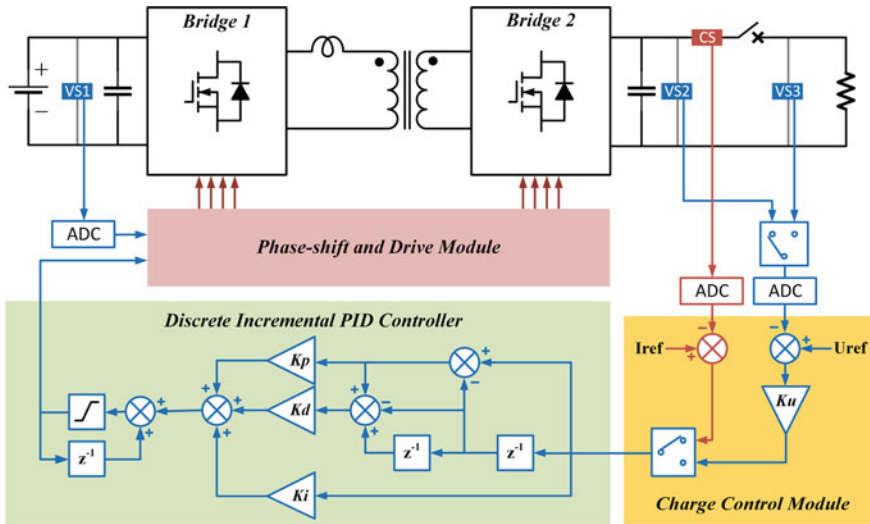 Bridge 1
Bridge 2
CS
+
−
VS1
VS2
VS3
ADC
Phase-shift and Drive Module
ADC
ADC
Discrete Incremental PID Controller
− −
Iref + + Uref
Kp
+ −
Ku
+ + −
+ + Kd −
+ + +
z⁻¹
z⁻¹
z⁻¹
Ki
Charge Control Module